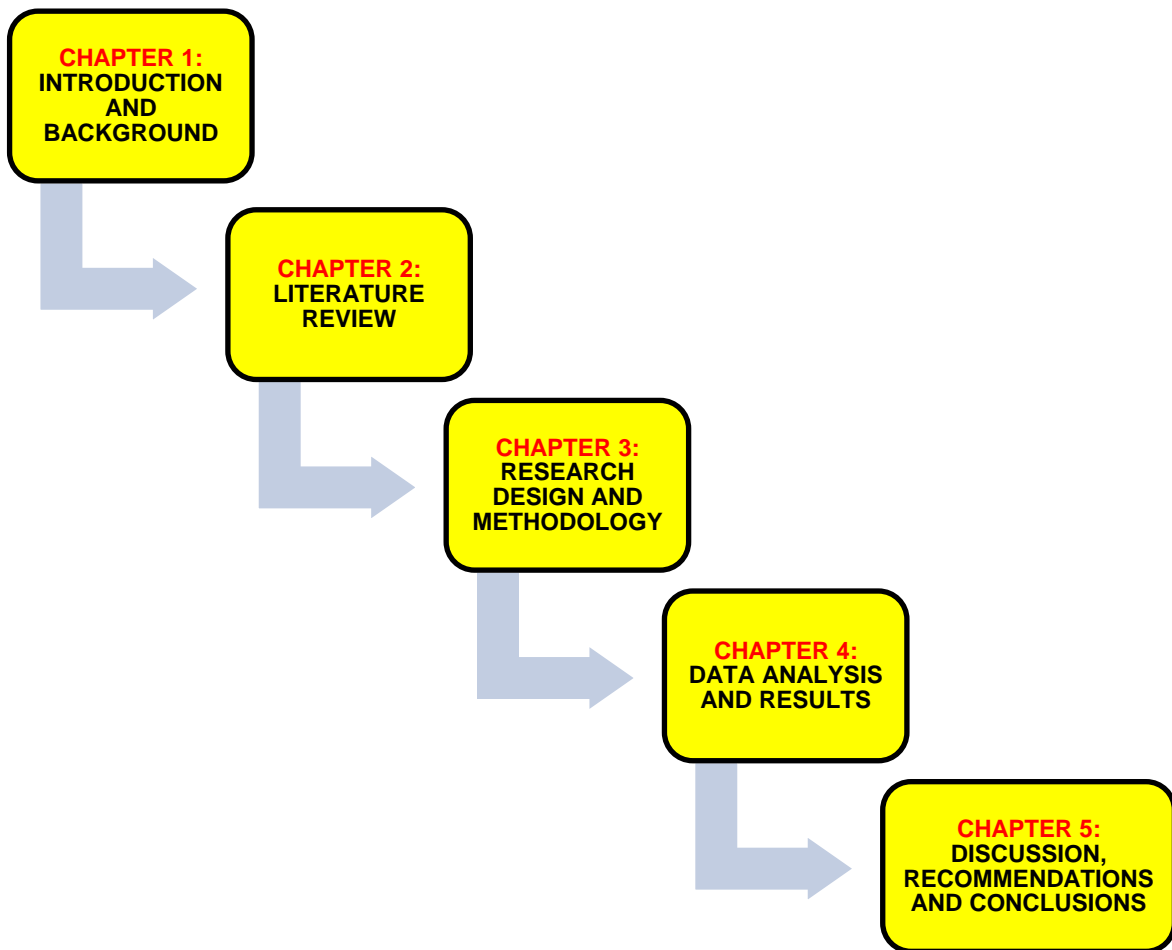 CHAPTER 1:
INTRODUCTION
AND
BACKGROUND
CHAPTER 2:
LITERATURE
REVIEW
CHAPTER 3:
RESEARCH
DESIGN AND
METHODOLOGY
CHAPTER 4:
DATA ANALYSIS
AND RESULTS
CHAPTER 5:
DISCUSSION,
RECOMMENDATIONS
AND CONCLUSIONS